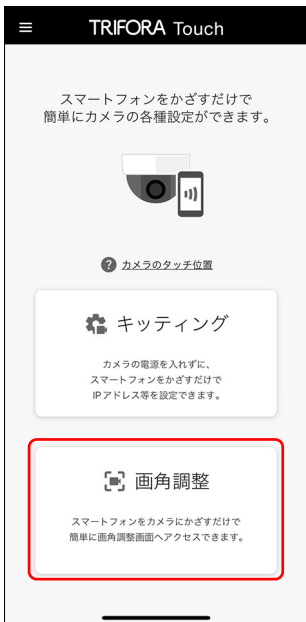 TRIFORA Touch
スマートフォンをかざすだけで
簡単にカメラの各種設定ができます。
? カメラのタッチ位置
キッティング
カメラの電源を入れずに、
スマートフォンをかざすだけで
IPアドレス等を設定できます。
画角調整
スマートフォンをカメラにかざすだけで
簡単に画角調整画面へアクセスできます。